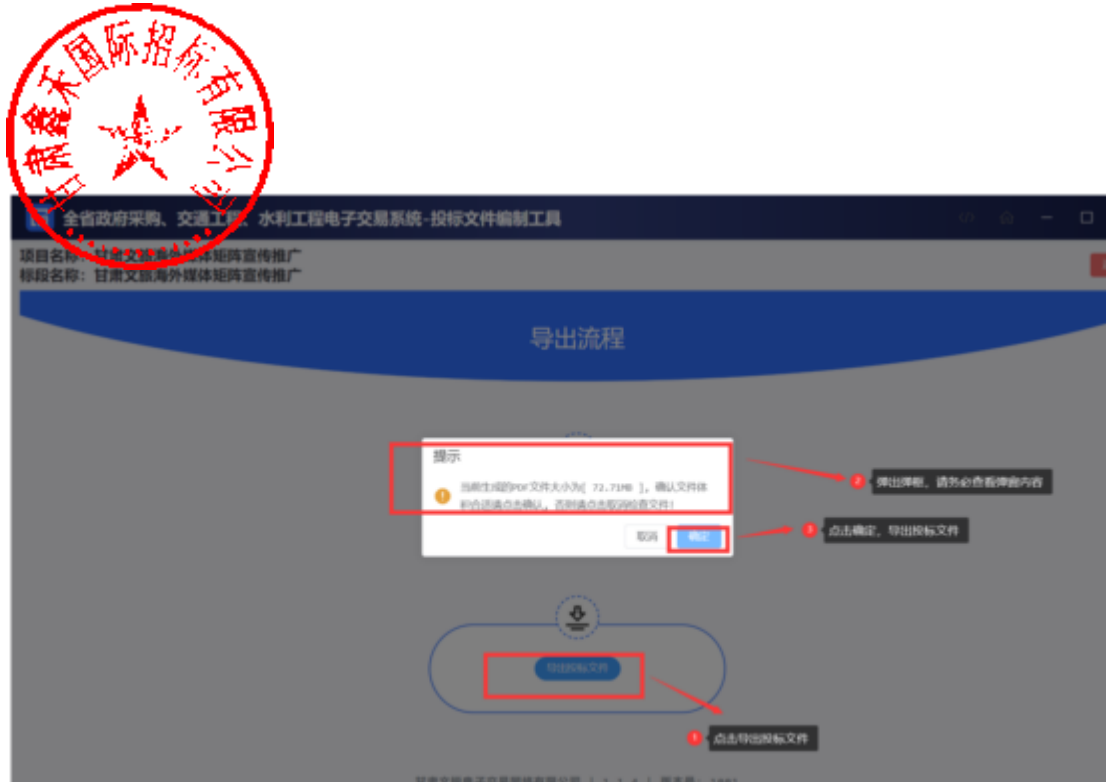 甘肃鑫禾国际招标有限公司
全省政府采购、交通工程、水利工程电子交易系统-投标文件编制工具
项目名称：甘肃文旅海外媒体矩阵宣传推广
标段名称：甘肃文旅海外媒体矩阵宣传推广
导出流程
提示
当前生成的PDF文件大小为[ 72.71MB ]，确认文件体
积合适请点击确认，否则请点击取消检查文件！
2 弹出弹框，请务必查看弹窗内容
取消 确定
3 点击确定，导出投标文件
导出投标文件
1 点击导出投标文件